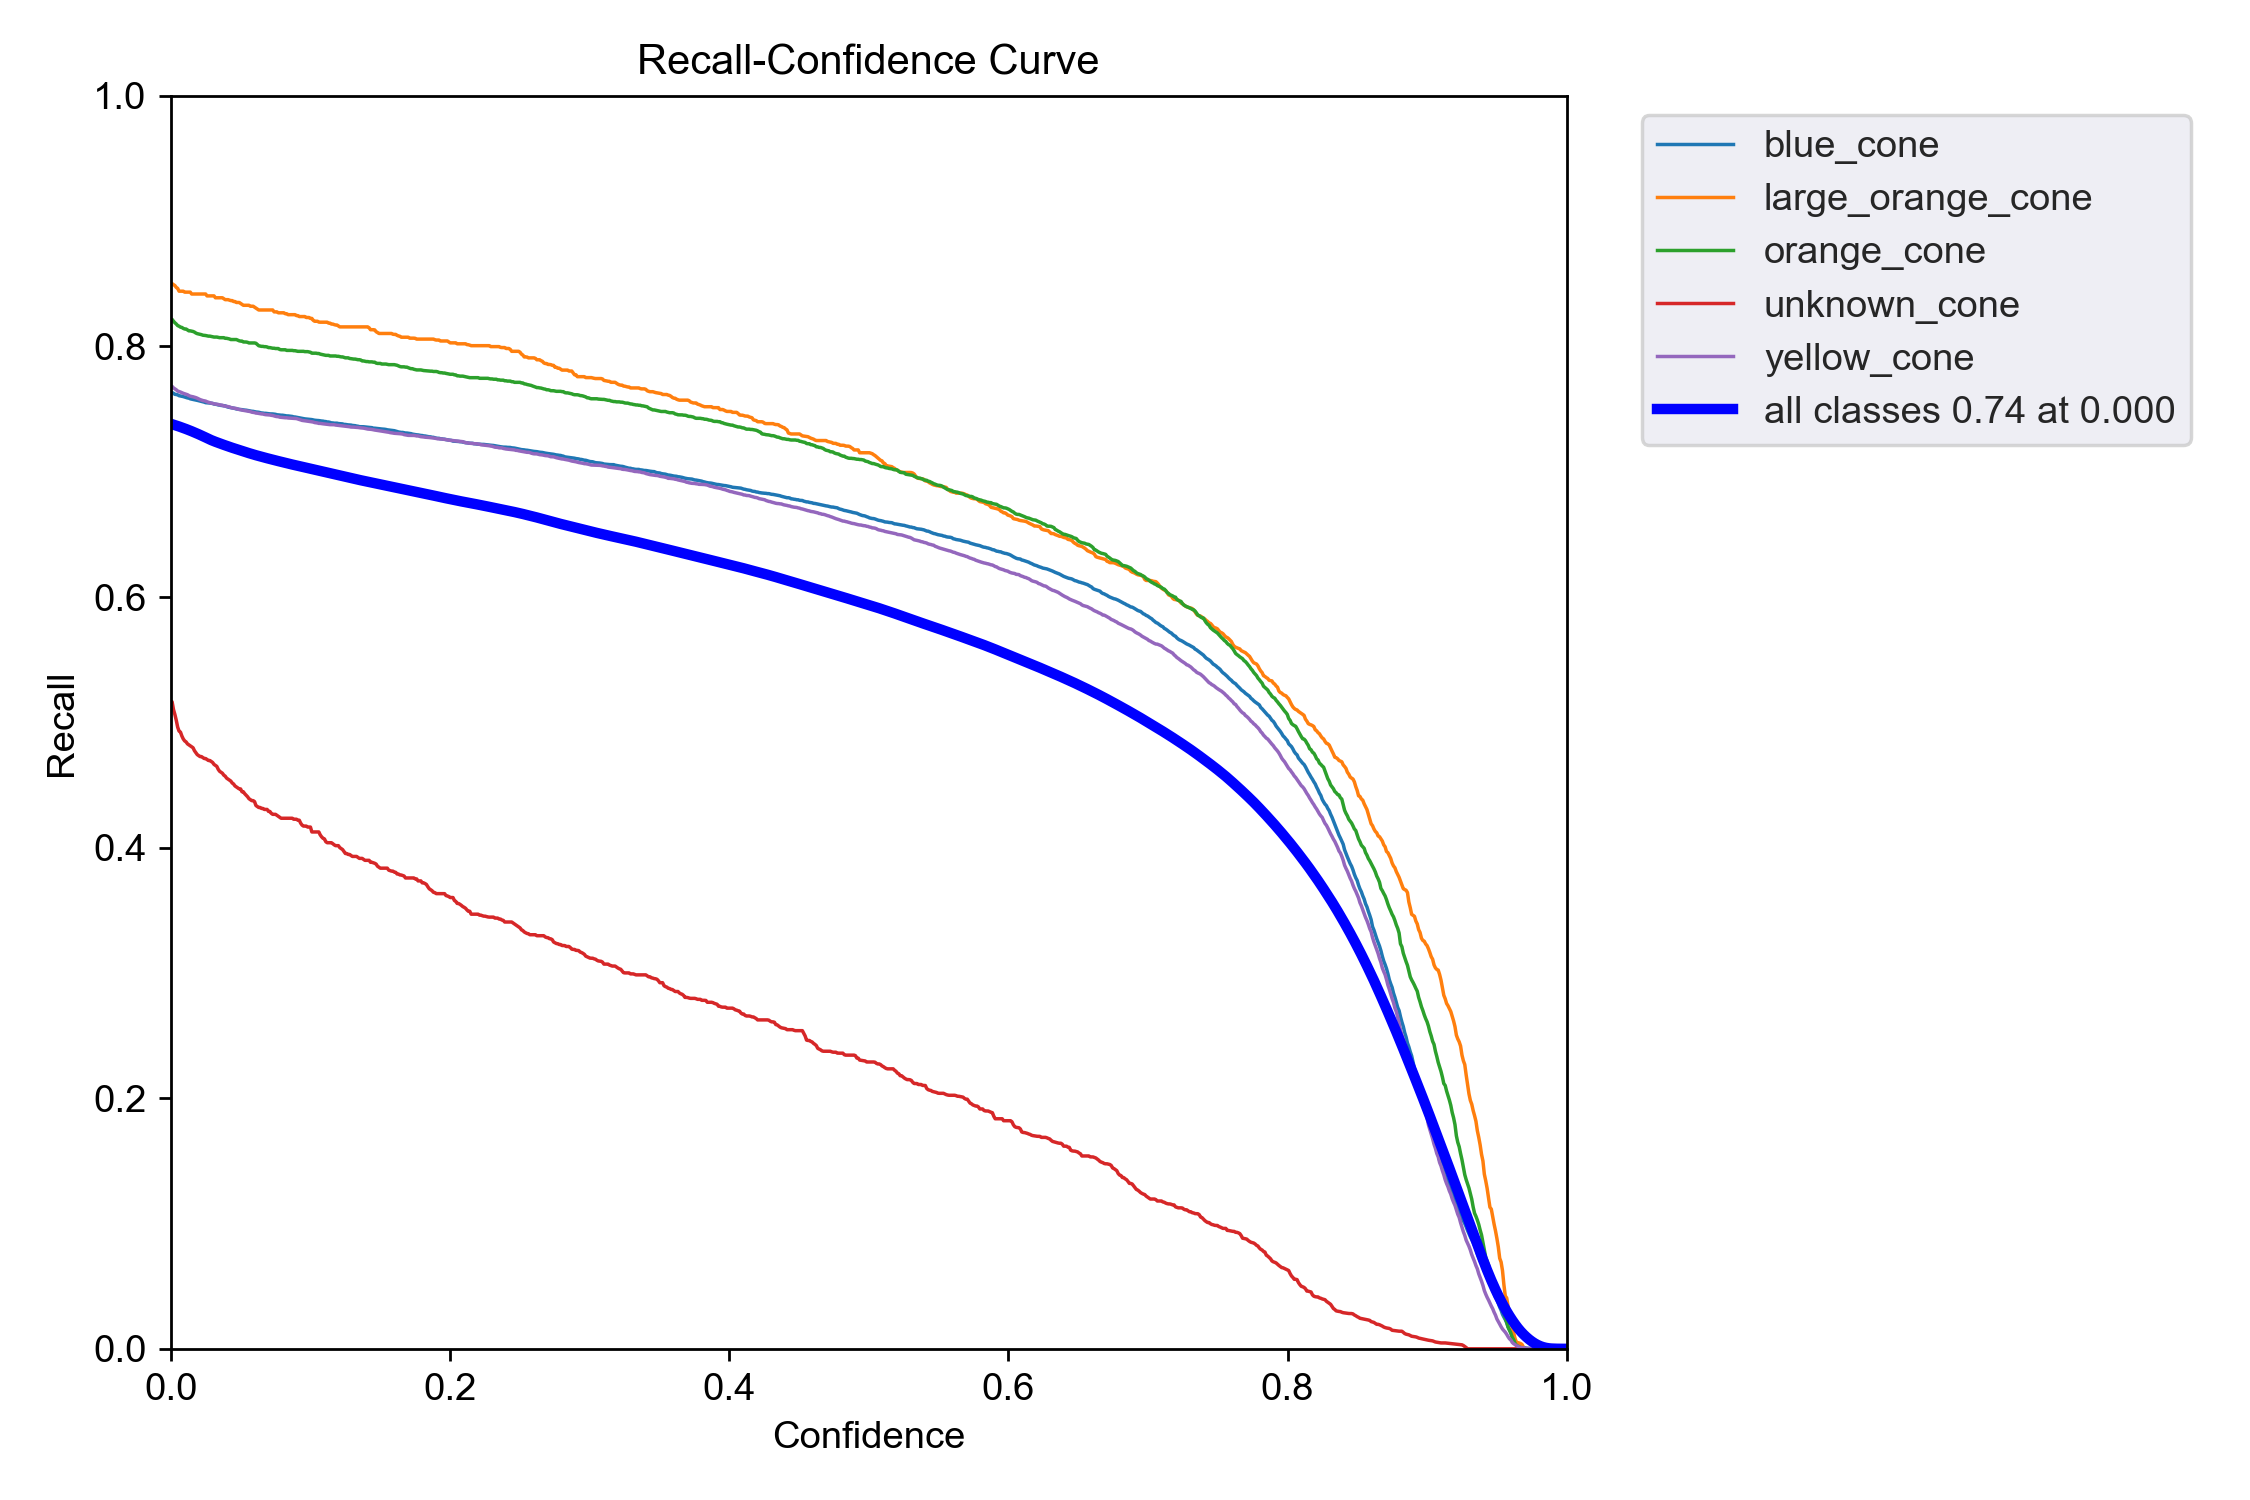 Recall-Confidence Curve
1.0
0.8
0.6
0.4
0.2
0.0
Recall
0.0 0.2 0.4 0.6 0.8 1.0
Confidence
blue_cone
large_orange_cone
orange_cone
unknown_cone
yellow_cone
all classes 0.74 at 0.000